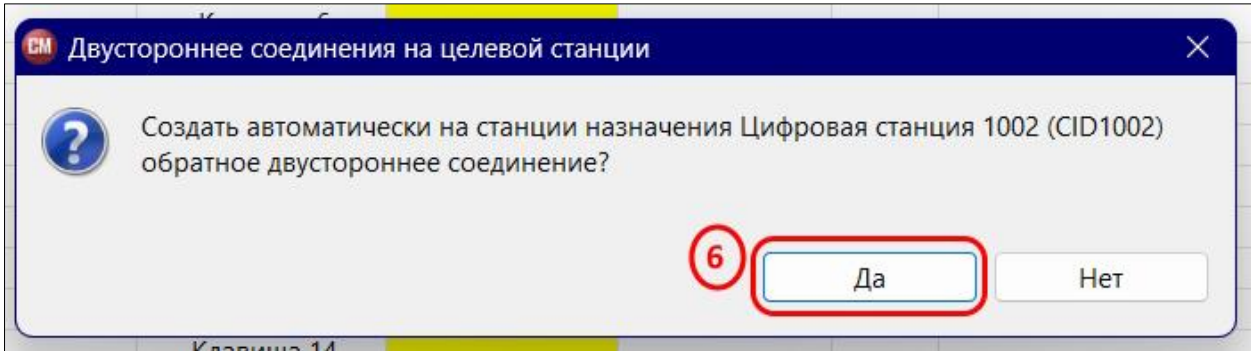 CM Двустороннее соединения на целевой станции
Создать автоматически на станции назначения Цифровая станция 1002 (CID1002)
обратное двустороннее соединение?
6
Да
Нет
Клавиша 14